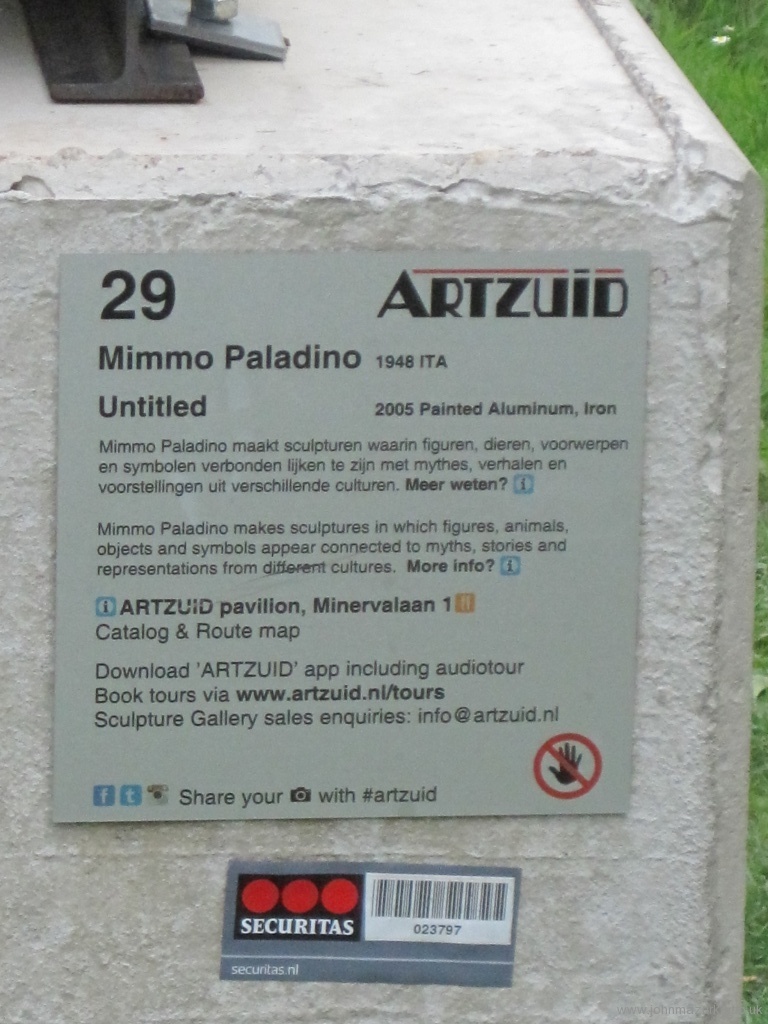 29 ARTZUID
Mimmo Paladino 1948 ITA
Untitled 2005 Painted Aluminum, Iron
Mimmo Paladino maakt sculpturen waarin figuren, dieren, voorwerpen
en symbolen verbonden lijken te zijn met mythes, verhalen en
voorstellingen uit verschillende culturen. Meer weten? i
Mimmo Paladino makes sculptures in which figures, animals,
objects and symbols appear connected to myths, stories and
representations from different cultures. More info? i
i ARTZUID pavilion, Minervalaan 1
Catalog & Route map
Download 'ARTZUID' app including audiotour
Book tours via www.artzuid.nl/tours
Sculpture Gallery sales enquiries: info@artzuid.nl
f t Share your with #artzuid
SECURITAS
023797
securitas.nl